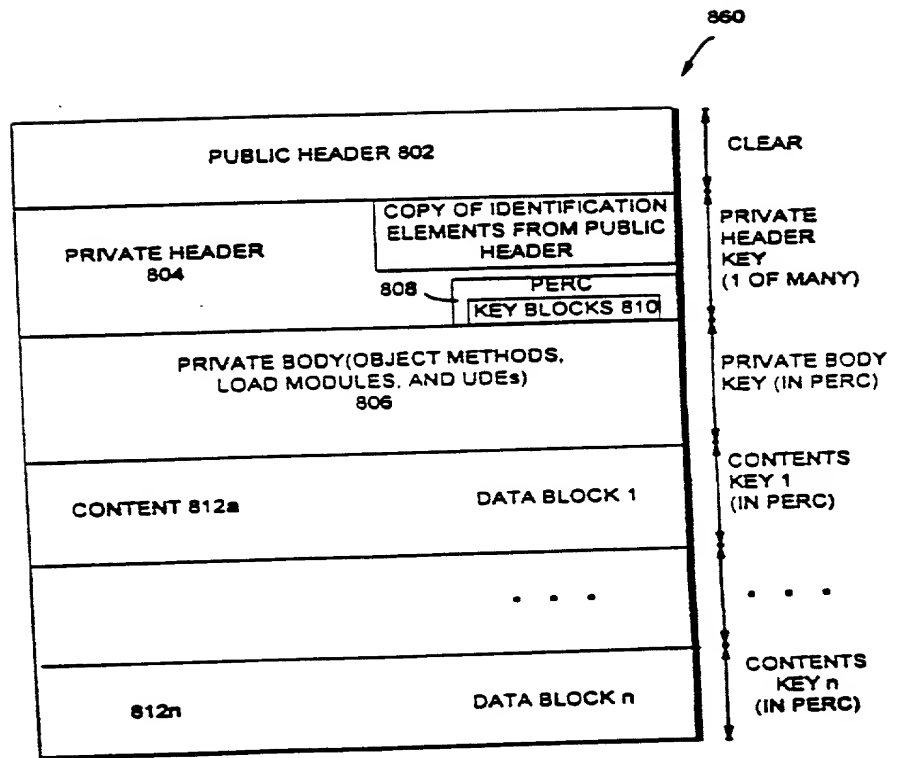 860
PUBLIC HEADER 802
CLEAR
COPY OF IDENTIFICATION
ELEMENTS FROM PUBLIC
HEADER
PRIVATE HEADER
804
PRIVATE
HEADER
KEY
(1 OF MANY)
808
PERC
KEY BLOCKS 810
PRIVATE BODY(OBJECT METHODS,
LOAD MODULES, AND UDEs)
806
PRIVATE BODY
KEY (IN PERC)
CONTENT 812a
DATA BLOCK 1
CONTENTS
KEY 1
(IN PERC)
. . .
. . .
812n
DATA BLOCK n
CONTENTS
KEY n
(IN PERC)